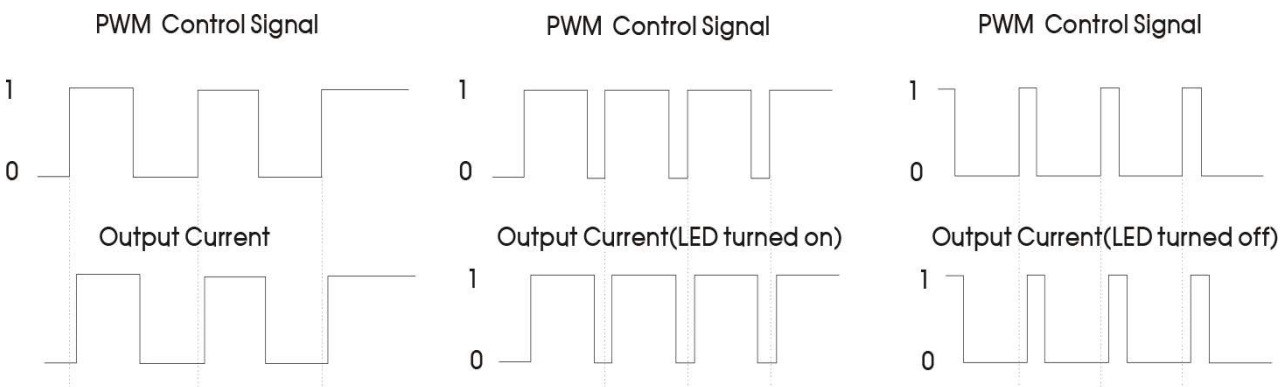 PWM Control Signal
1
0
Output Current
PWM Control Signal
1
0
Output Current(LED turned on)
1
0
PWM Control Signal
1
0
Output Current(LED turned off)
1
0